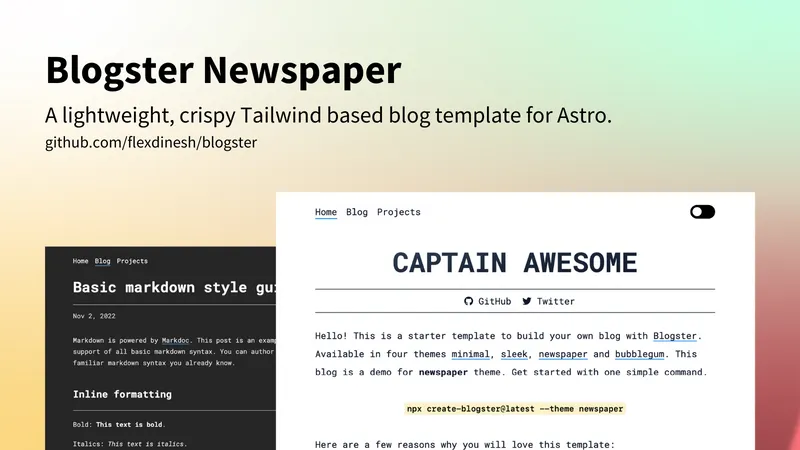 Blogster Newspaper
A lightweight, crispy Tailwind based blog template for Astro.
github.com/flexdinesh/blogster
Home Blog Projects
Basic markdown style gui
Nov 2, 2022
Markdown is powered by Markdoc. This post is an examp
support of all basic markdown syntax. You can author
familiar markdown syntax you already know.
Inline formatting
Bold: This text is bold.
Italics: This text is italics.
Home Blog Projects
CAPTAIN AWESOME
GitHub Twitter
Hello! This is a starter template to build your own blog with Blogster.
Available in four themes minimal, sleek, newspaper and bubblegum. This
blog is a demo for newspaper theme. Get started with one simple command.
npx create-blogster@latest --theme newspaper
Here are a few reasons why you will love this template: